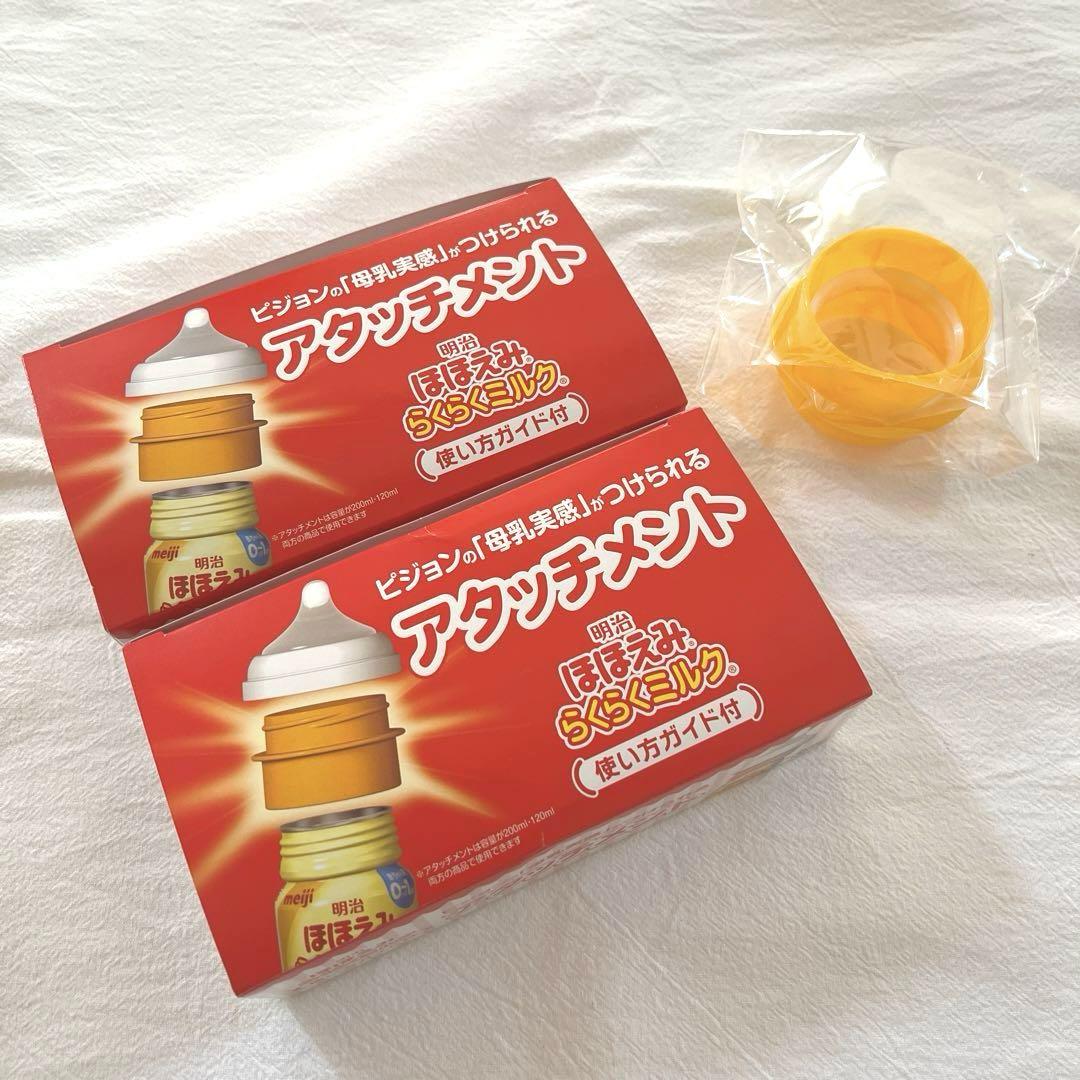 ピジョンの「母乳実感」がつけられる
アタッチメント
明治
ほほえみ®
らくらくミルク®
使い方ガイド付
※アタッチメントは容量が200ml・120ml
両方の商品で使用できます
meiji
明治
ほほえみ
0-1
ピジョンの「母乳実感」がつけられる
アタッチメント
明治
ほほえみ®
らくらくミルク®
使い方ガイド付
※アタッチメントは容量が200ml・120ml
両方の商品で使用できます
meiji
明治
ほほえみ
0-1